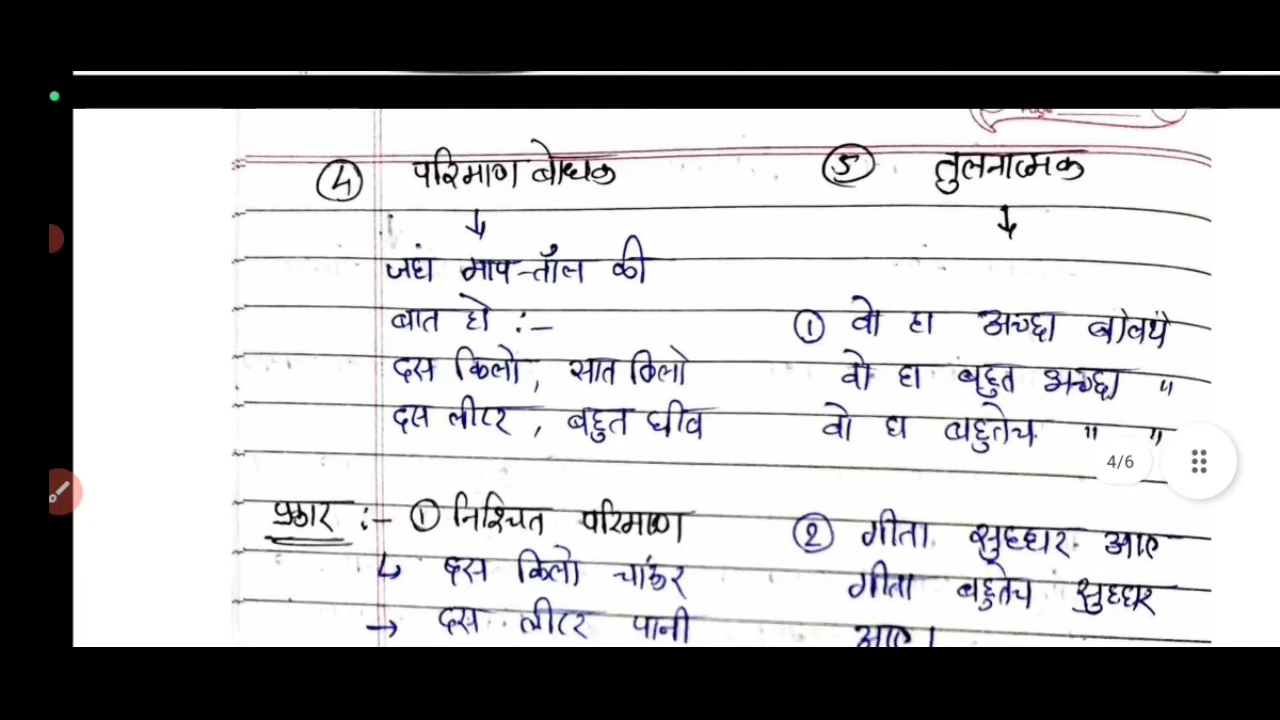 ④ परिमाण बोधक
↓
जहां माप-तौल की
बात हो :-
दस किलो, सात किलो
दस लीटर, बहुत घीव
प्रकार :- ① निश्चित परिमाण
↳ दस किलो चांउर
→ दस लीटर पानी
⑤ तुलनात्मक
↓
① वो हा अच्छा बोलथे
वो हा बहुत अच्छा "
वो ह बहुतेच " "
② गीता सुघ्घर आए
गीता बहुतेच सुघ्घर
आए।
4/6